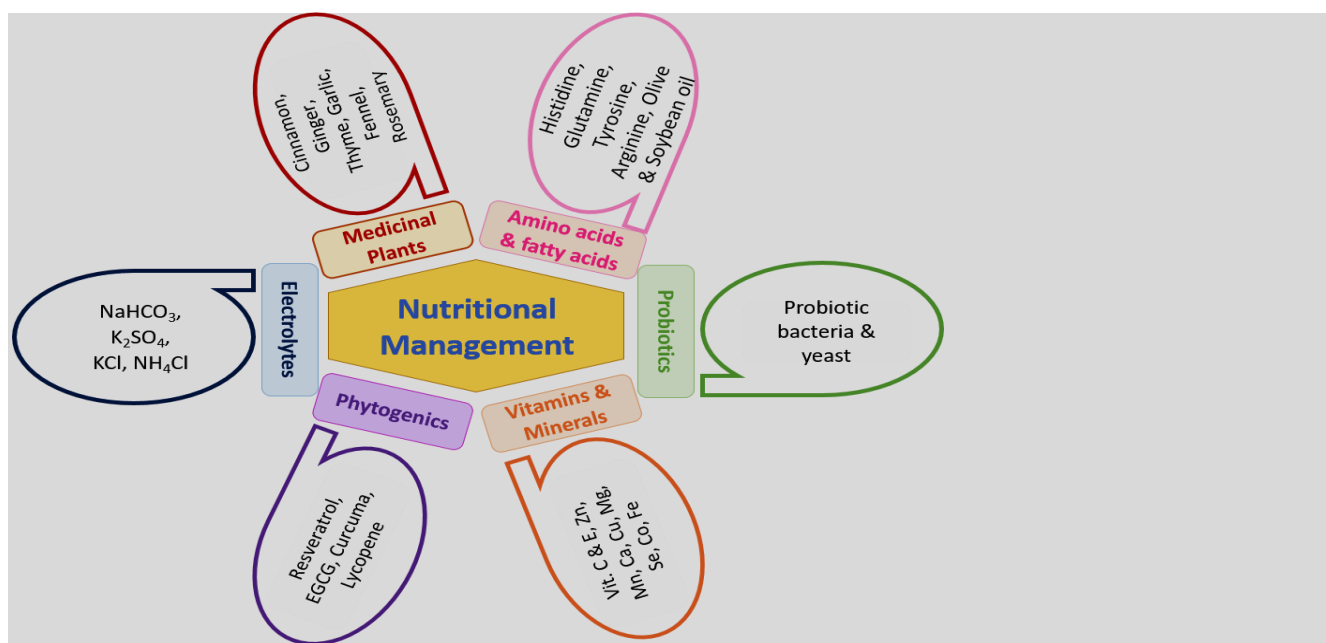 Cinnamon,
Ginger,
Thyme, Garlic,
Fennel,
Rosemary
Histidine,
Glutamine,
Tyrosine,
Arginine, Olive
& Soybean oil
Medicinal
Plants
Amino acids
& fatty acids
Electrolytes
NaHCO₃,
K₂SO₄,
KCl, NH₄Cl
Nutritional
Management
Probiotics
Probiotic
bacteria &
yeast
Phytogenics
Vitamins &
Minerals
Resveratrol,
EGCG, Curcuma,
Lycopene
Vit. C & E, Zn,
Mn, Ca, Cu, Mg,
Se, Co, Fe